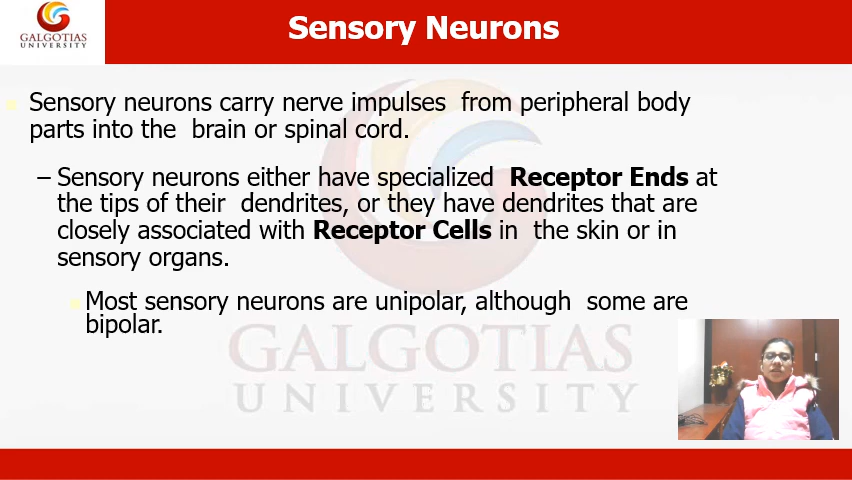 GALGOTIAS
UNIVERSITY
Sensory Neurons
Sensory neurons carry nerve impulses from peripheral body
parts into the brain or spinal cord.
– Sensory neurons either have specialized Receptor Ends at
the tips of their dendrites, or they have dendrites that are
closely associated with Receptor Cells in the skin or in
sensory organs.
Most sensory neurons are unipolar, although some are
bipolar.
GALGOTIAS
UNIVERSITY